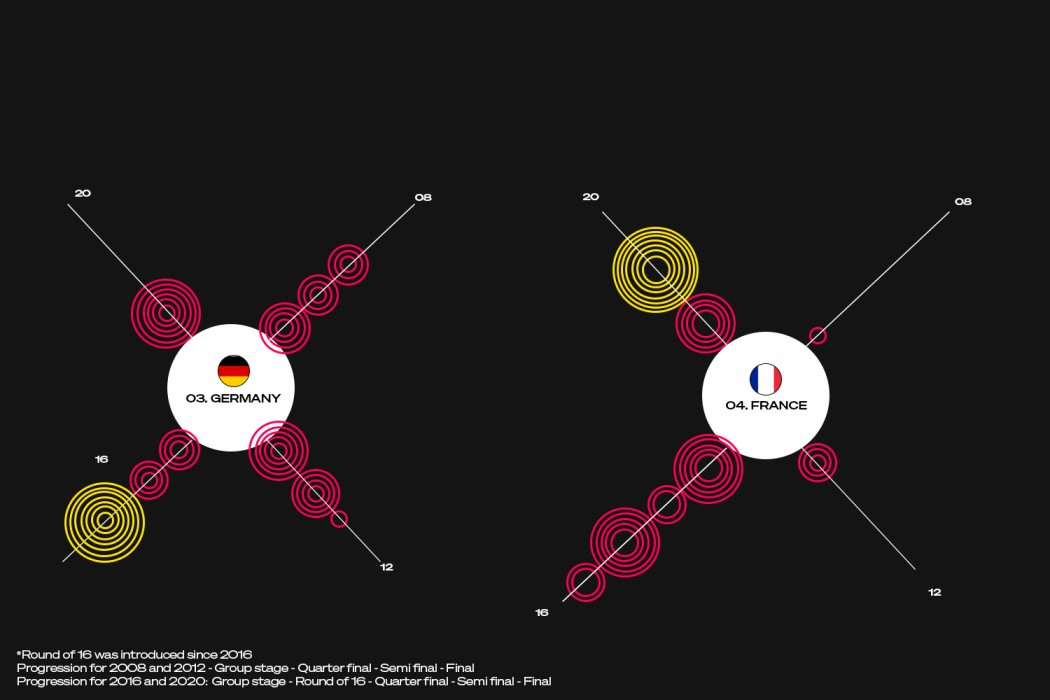 20
08
20
08
03. GERMANY
04. FRANCE
16
12
12
16
*Round of 16 was introduced since 2016
Progression for 2008 and 2012 - Group stage - Quarter final - Semi final - Final
Progression for 2016 and 2020: Group stage - Round of 16 - Quarter final - Semi final - Final